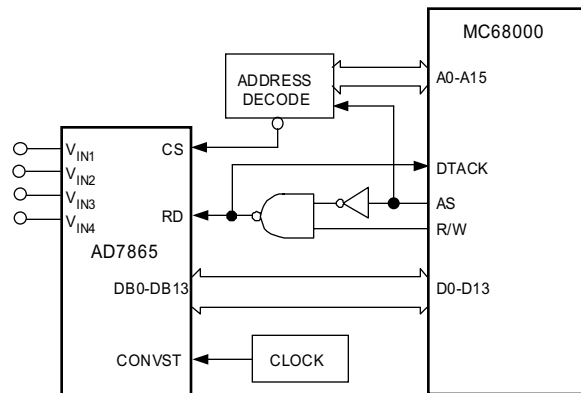 MC68000
ADDRESS
DECODE
A0-A15
VIN1
CS
VIN2
DTACK
VIN3
AS
VIN4
RD
R/W
AD7865
DB0-DB13
D0-D13
CONVST
CLOCK